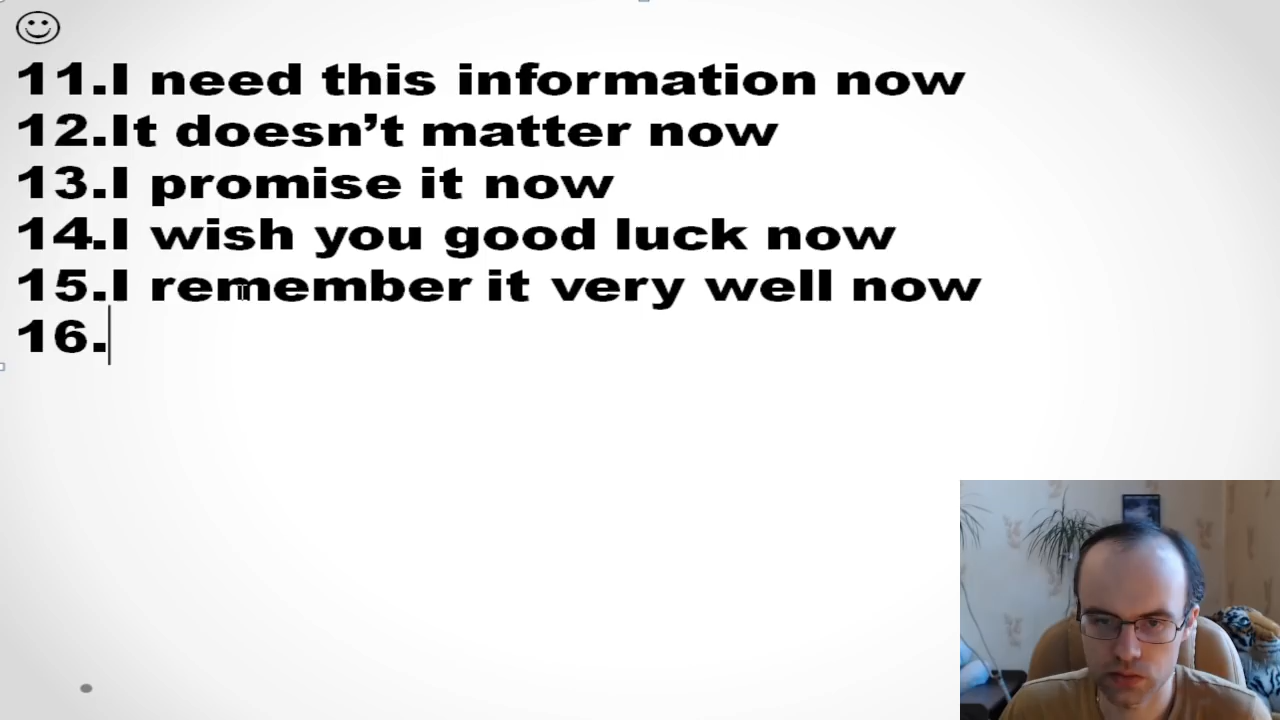 11.I need this information now
12.It doesn’t matter now
13.I promise it now
14.I wish you good luck now
15.I remember it very well now
16.